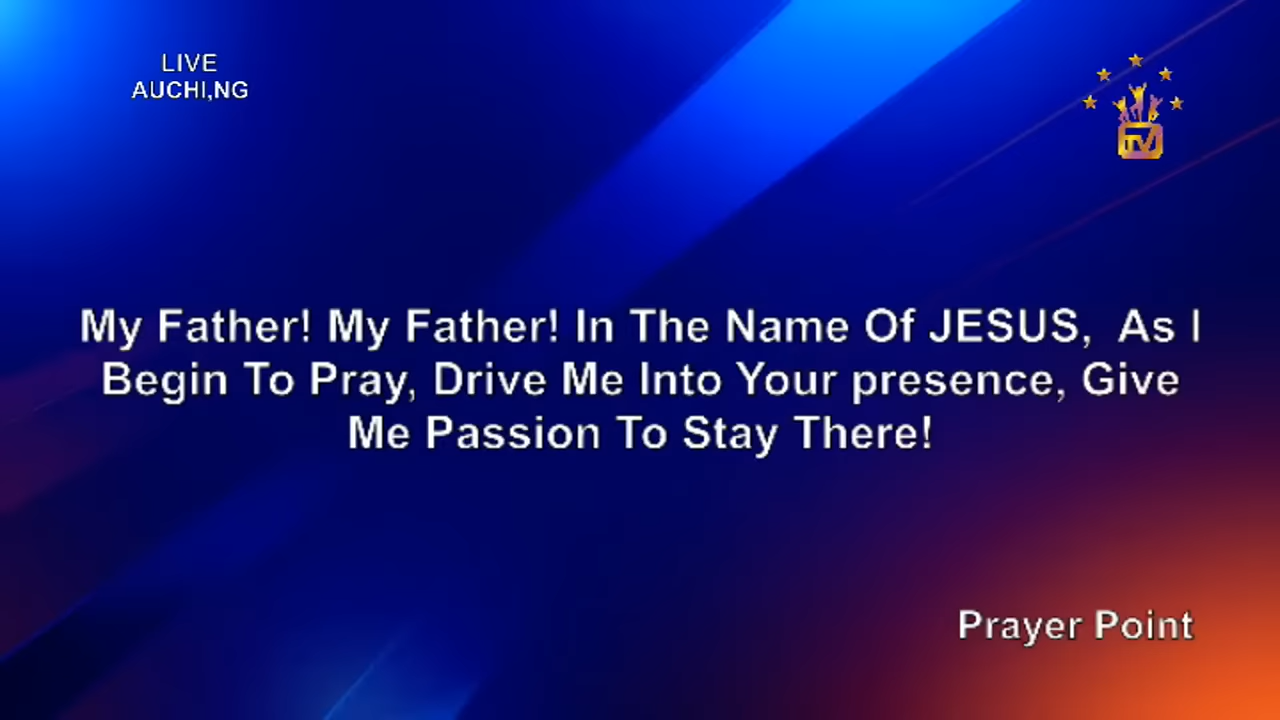 LIVE
AUCHI,NG
TV
My Father! My Father! In The Name Of JESUS,  As I
Begin To Pray, Drive Me Into Your presence, Give
Me Passion To Stay There!
Prayer Point